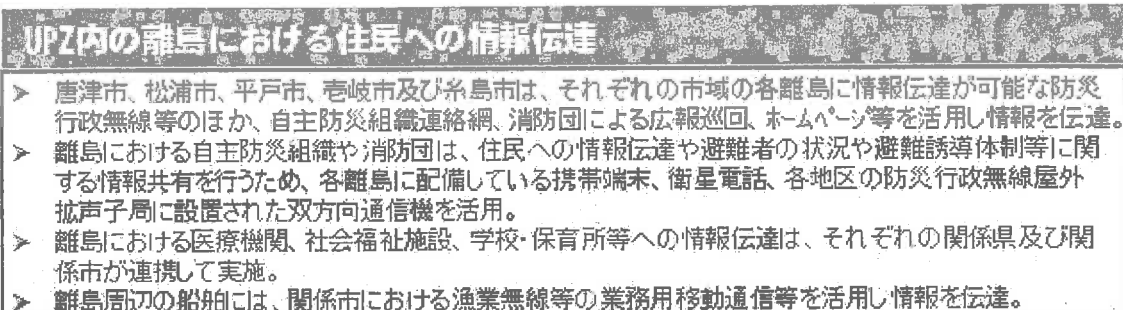 UPZ内の離島における住民への情報伝達
➤ 唐津市、松浦市、平戸市、壱岐市及び糸島市は、それぞれの市域の各離島に情報伝達が可能な防災
行政無線等のほか、自主防災組織連絡網、消防団による広報巡回、ホームページ等を活用し情報を伝達。
➤ 離島における自主防災組織や消防団は、住民への情報伝達や避難者の状況や避難誘導体制等に関
する情報共有を行うため、各離島に配備している携帯端末、衛星電話、各地区の防災行政無線屋外
拡声子局に設置された双方向通信機を活用。
➤ 離島における医療機関、社会福祉施設、学校・保育所等への情報伝達は、それぞれの関係県及び関
係市が連携して実施。
➤ 離島周辺の船舶には、関係市における漁業無線等の業務用移動通信等を活用し情報を伝達。